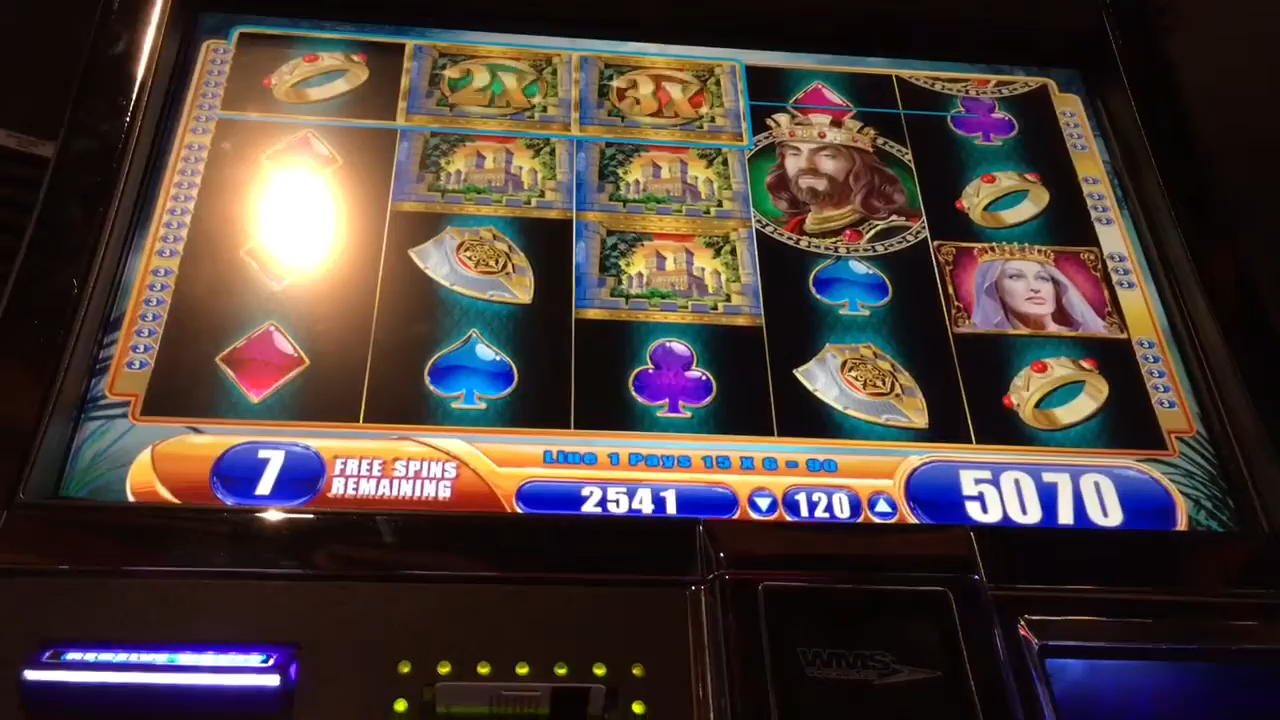 2X
3X
7
FREE SPINS
REMAINING
Line 1 Pays 15 X 6 = 90
2541
120
5070
WMS